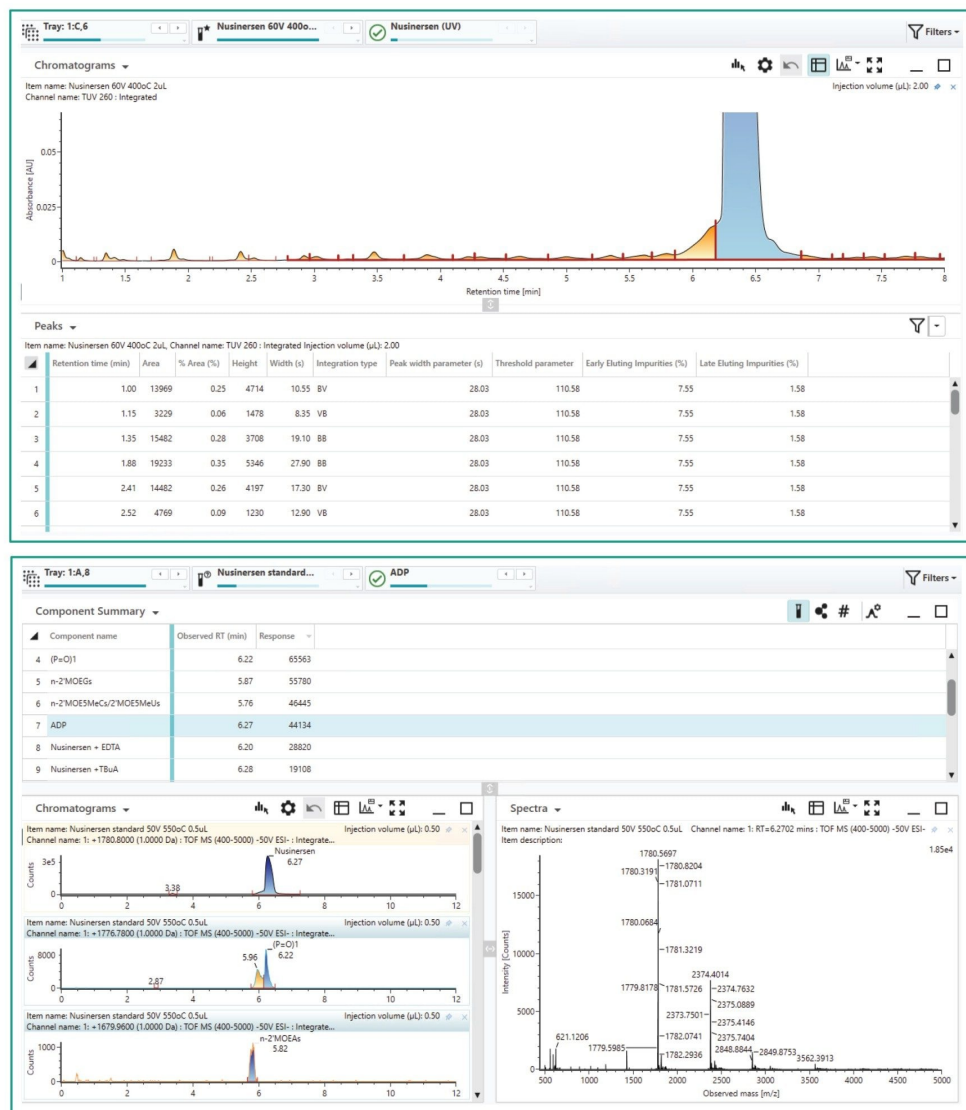 Tray: 1:C,6
Nusinersen 60V 400o...
Nusinersen (UV)
Filters
Chromatograms
Item name: Nusinersen 60V 400oC 2uL
Channel name: TUV 260 : Integrated
Injection volume (µL): 2.00
Absorbance [AU]
0.05
0.025
0
1 1.5 2 2.5 3 3.5 4 4.5 5 5.5 6 6.5 7 7.5 8
Retention time [min]
Peaks
Item name: Nusinersen 60V 400oC 2uL, Channel name: TUV 260 : Integrated Injection volume (µL): 2.00
Retention time (min) Area % Area (%) Height Width (s) Integration type Peak width parameter (s) Threshold parameter Early Eluting Impurities (%) Late Eluting Impurities (%)
1 1.00 13969 0.25 4714 10.55 BV 28.03 110.58 7.55 1.58
2 1.15 3229 0.06 1478 8.35 VB 28.03 110.58 7.55 1.58
3 1.35 15482 0.28 3708 19.10 BB 28.03 110.58 7.55 1.58
4 1.88 19233 0.35 5346 27.90 BB 28.03 110.58 7.55 1.58
5 2.41 14482 0.26 4197 17.30 BV 28.03 110.58 7.55 1.58
6 2.52 4769 0.09 1230 12.90 VB 28.03 110.58 7.55 1.58
Tray: 1:A,8
Nusinersen standard...
ADP
Filters
Component Summary
Component name Observed RT (min) Response
4 (P=O)1 6.22 65563
5 n-2'MOEGs 5.87 55780
6 n-2'MOE5MeCs/2'MOE5MeUs 5.76 46445
7 ADP 6.27 44134
8 Nusinersen + EDTA 6.20 28820
9 Nusinersen +TBuA 6.28 19108
Chromatograms
Item name: Nusinersen standard 50V 550oC 0.5uL Injection volume (µL): 0.50
Channel name: 1: +1780.8000 (1.0000 Da) : TOF MS (400-5000) -50V ESI- : Integrate...
Counts
3e5
0
3.38
Nusinersen
6.27
0 2 4 6 8 10 12
Item name: Nusinersen standard 50V 550oC 0.5uL Injection volume (µL): 0.50
Channel name: 1: +1776.7800 (1.0000 Da) : TOF MS (400-5000) -50V ESI- : Integrate...
Counts
8000
0
2.87
5.96
(P=O)1
6.22
0 2 4 6 8 10 12
Item name: Nusinersen standard 50V 550oC 0.5uL Injection volume (µL): 0.50
Channel name: 1: +1679.9600 (1.0000 Da) : TOF MS (400-5000) -50V ESI- : Integrate...
Counts
1000
0
n-2'MOEAs
5.82
0 2 4 6 8 10 12
Spectra
Item name: Nusinersen standard 50V 550oC 0.5uL Channel name: 1: RT=6.2702 mins : TOF MS (400-5000) -50V ESI-
Item description:
1.85e4
Intensity [Counts]
15000
10000
5000
0
1780.5697
1780.8204
1780.3191
1781.0711
1780.0684
1781.3219
1779.8178
1781.5726
1782.0741
1779.5985
1782.2936
621.1206
2374.4014
2374.7632
2375.0889
2373.7501
2375.4146
2375.7404
2848.8844
2849.8753
3562.3913
500 1000 1500 2000 2500 3000 3500 4000 4500 5000
Observed mass [m/z]